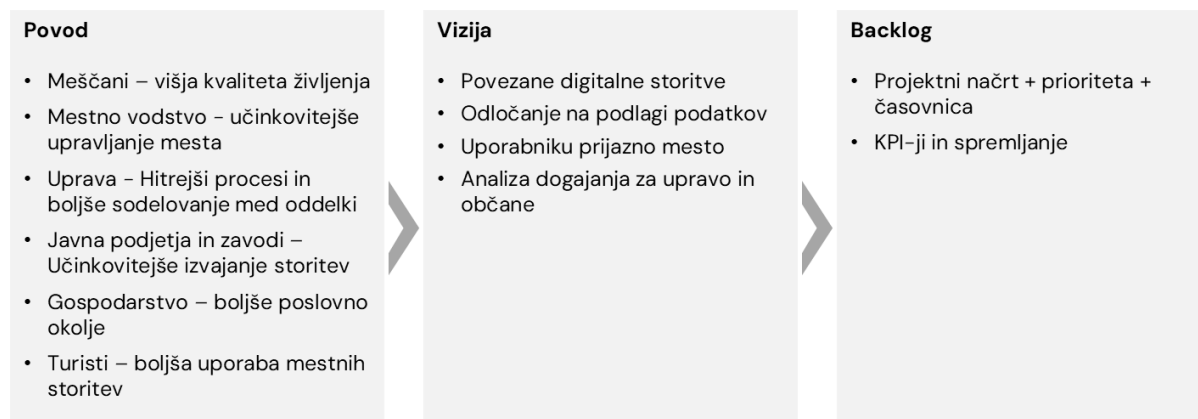 Povod
• Meščani – višja kvaliteta življenja
• Mestno vodstvo - učinkovitejše
upravljanje mesta
• Uprava - Hitrejši procesi in
boljše sodelovanje med oddelki
• Javna podjetja in zavodi –
Učinkovitejše izvajanje storitev
• Gospodarstvo – boljše poslovno
okolje
• Turisti – boljša uporaba mestnih
storitev
Vizija
• Povezane digitalne storitve
• Odločanje na podlagi podatkov
• Uporabniku prijazno mesto
• Analiza dogajanja za upravo in
občane
Backlog
• Projektni načrt + prioriteta +
časovnica
• KPI-ji in spremljanje